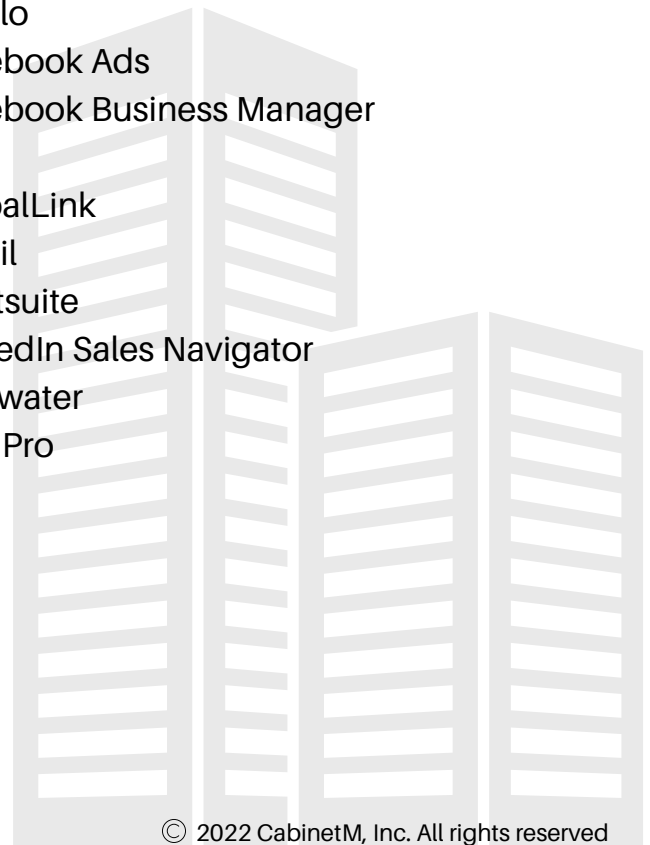 lo
ebook Ads
ebook Business Manager
balLink
il
tsuite
edIn Sales Navigator
water
Pro
© 2022 CabinetM, Inc. All rights reserved